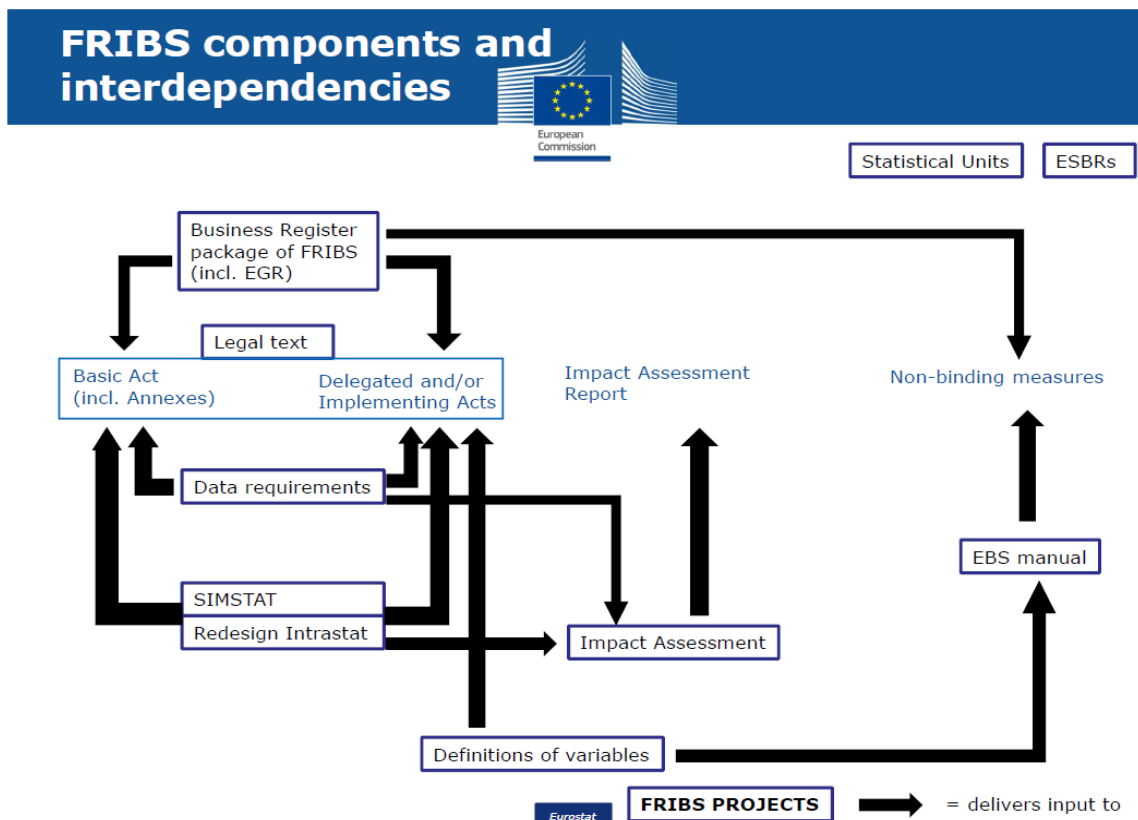 FRIBS components and
interdependencies
European
Commission
Statistical Units
ESBRs
Business Register
package of FRIBS
(incl. EGR)
Legal text
Basic Act
(incl. Annexes)
Delegated and/or
Implementing Acts
Impact Assessment
Report
Non-binding measures
Data requirements
EBS manual
SIMSTAT
Redesign Intrastat
Impact Assessment
Definitions of variables
Eurostat
FRIBS PROJECTS
= delivers input to